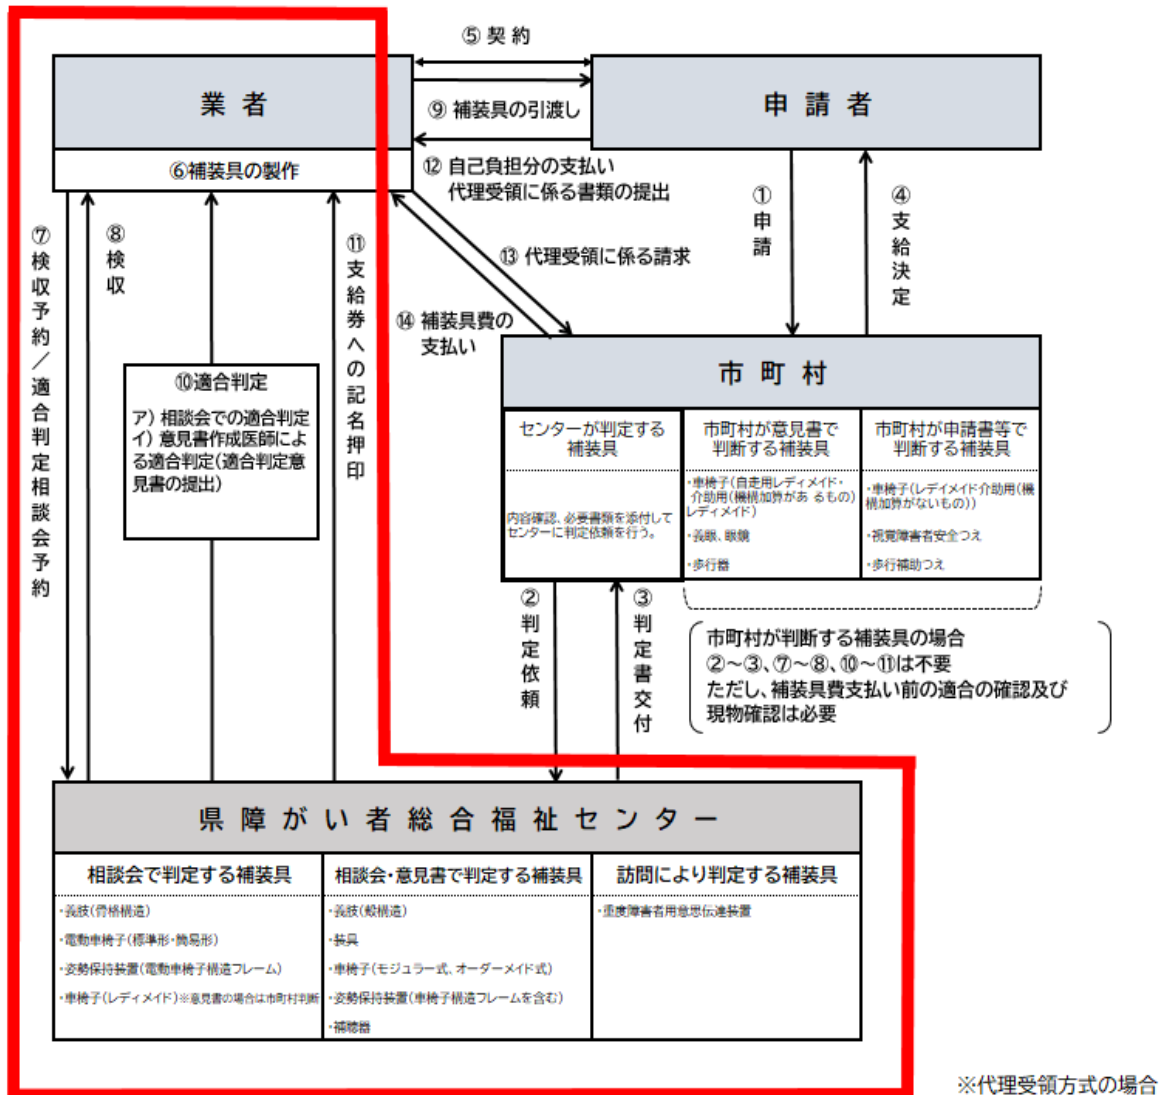 ⑤ 契 約
業 者
申 請 者
⑨ 補装具の引渡し
⑥補装具の製作
⑫ 自己負担分の支払い
代理受領に係る書類の提出
①申請
④支給決定
⑦検収予約/適合判定相談会予約
⑧検収
⑪支給券への記名押印
⑬ 代理受領に係る請求
⑭ 補装具費の
支払い
⑩適合判定
ア) 相談会での適合判定
イ) 意見書作成医師によ
る適合判定(適合判定意
見書の提出)
市 町 村
センターが判定する
補装具
内容確認、必要書類を添付して
センターに判定依頼を行う。
市町村が意見書で
判断する補装具
・車椅子(自走用レディメイド・
介助用(機構加算があ るもの)
レディメイド)
・義眼、眼鏡
・歩行器
市町村が申請書等で
判断する補装具
・車椅子(レデイメイド介助用(機
構加算がないもの))
・視覚障害者安全つえ
・歩行補助つえ
②判定依頼
③判定書交付
市町村が判断する補装具の場合
②～③、⑦～⑧、⑩～⑪は不要
ただし、補装具費支払い前の適合の確認及び
現物確認は必要
県 障 が い 者 総 合 福 祉 セ ン タ ー
相談会で判定する補装具
・義肢(骨格構造)
・電動車椅子(標準形・簡易形)
・姿勢保持装置(電動車椅子構造フレーム)
・車椅子(レディメイド)※意見書の場合は市町村判断
相談会・意見書で判定する補装具
・義肢(殻構造)
・装具
・車椅子(モジュラー式、オーダーメイド式)
・姿勢保持装置(車椅子構造フレームを含む)
・補聴器
訪問により判定する補装具
・重度障害者用意思伝達装置
※代理受領方式の場合